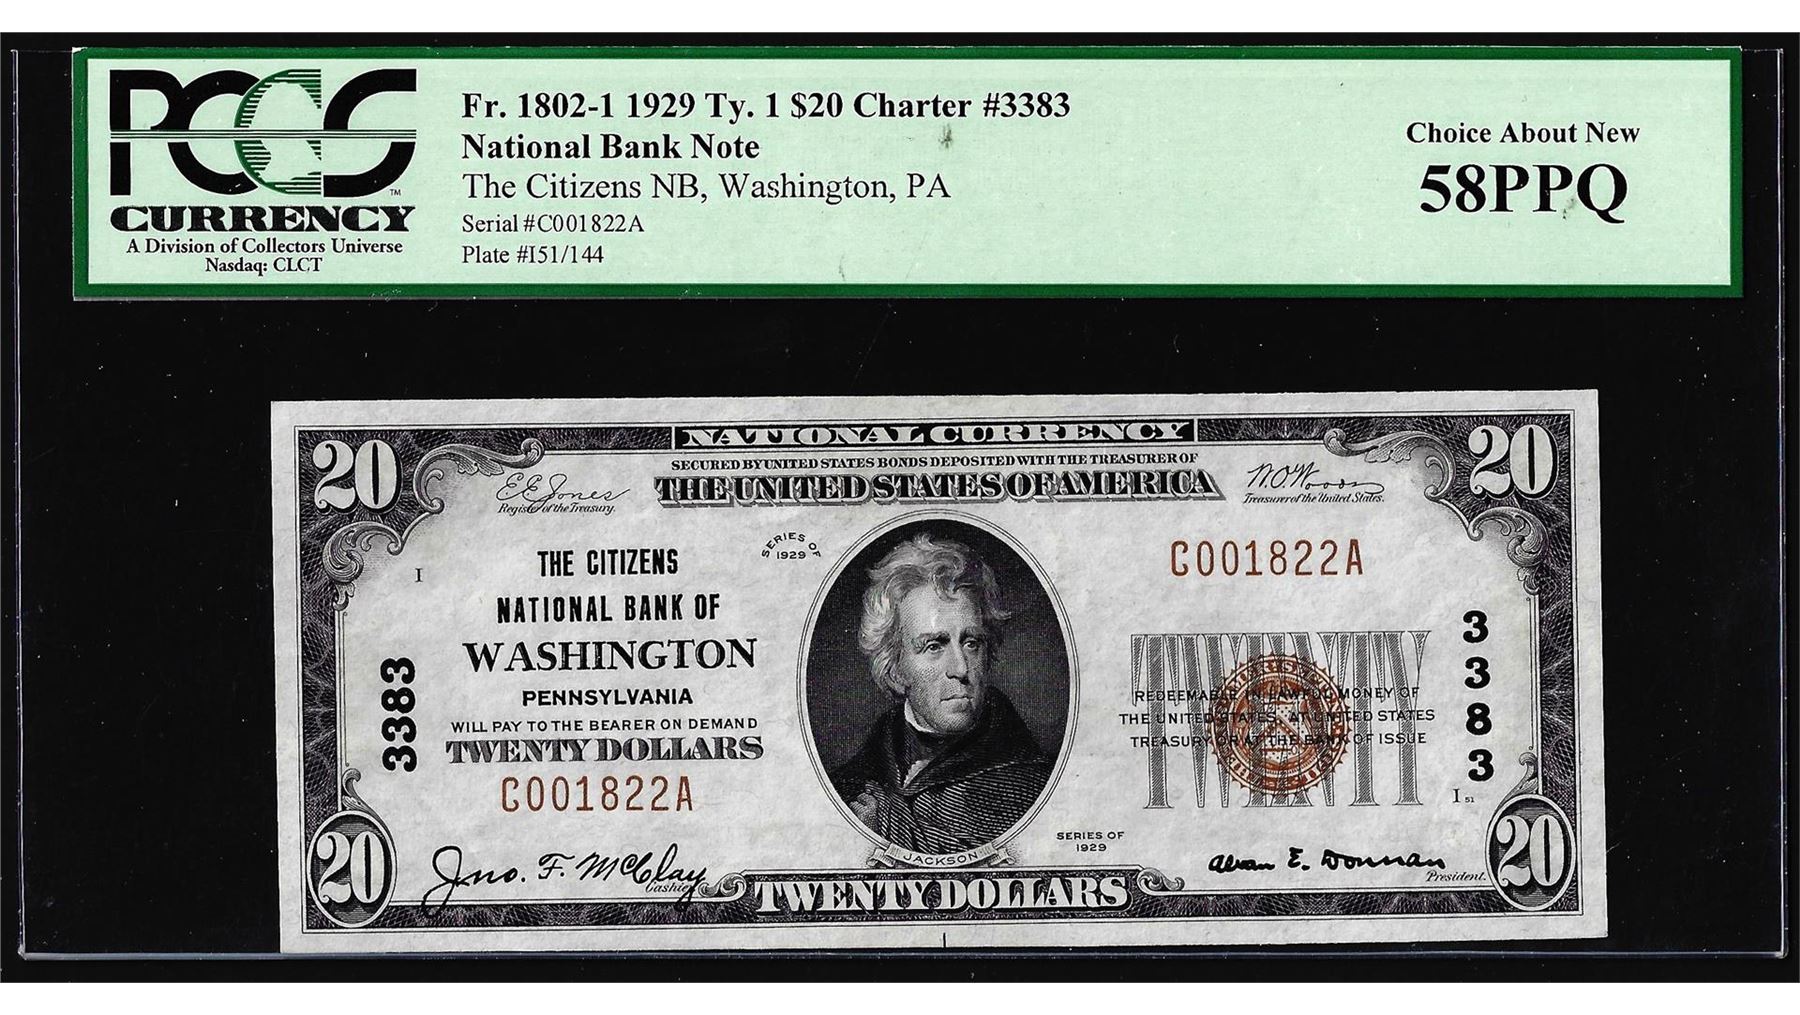 PCGS
TM
CURRENCY
A Division of Collectors Universe
Nasdaq: CLCT
Fr. 1802-1 1929 Ty. 1 $20 Charter #3383
National Bank Note
The Citizens NB, Washington, PA
Serial #C001822A
Plate #I51/144
Choice About New
58PPQ
20
NATIONAL CURRENCY
20
SECURED BY UNITED STATES BONDS DEPOSITED WITH THE TREASURER OF
THE UNITED STATES OF AMERICA
E E Jones
Register of the Treasury.
W.O. Woods
Treasurer of the United States.
SERIES OF
1929
I
THE CITIZENS
NATIONAL BANK OF
WASHINGTON
PENNSYLVANIA
WILL PAY TO THE BEARER ON DEMAND
TWENTY DOLLARS
C001822A
3383
C001822A
3383
TWENTY
REDEEMABLE IN LAWFUL MONEY OF
THE UNITED STATES AT UNITED STATES
TREASURY OR AT THE BANK OF ISSUE
I 51
SERIES OF
1929
JACKSON
20
Jno. F. McClay
Cashier
TWENTY DOLLARS
E.
President.
20